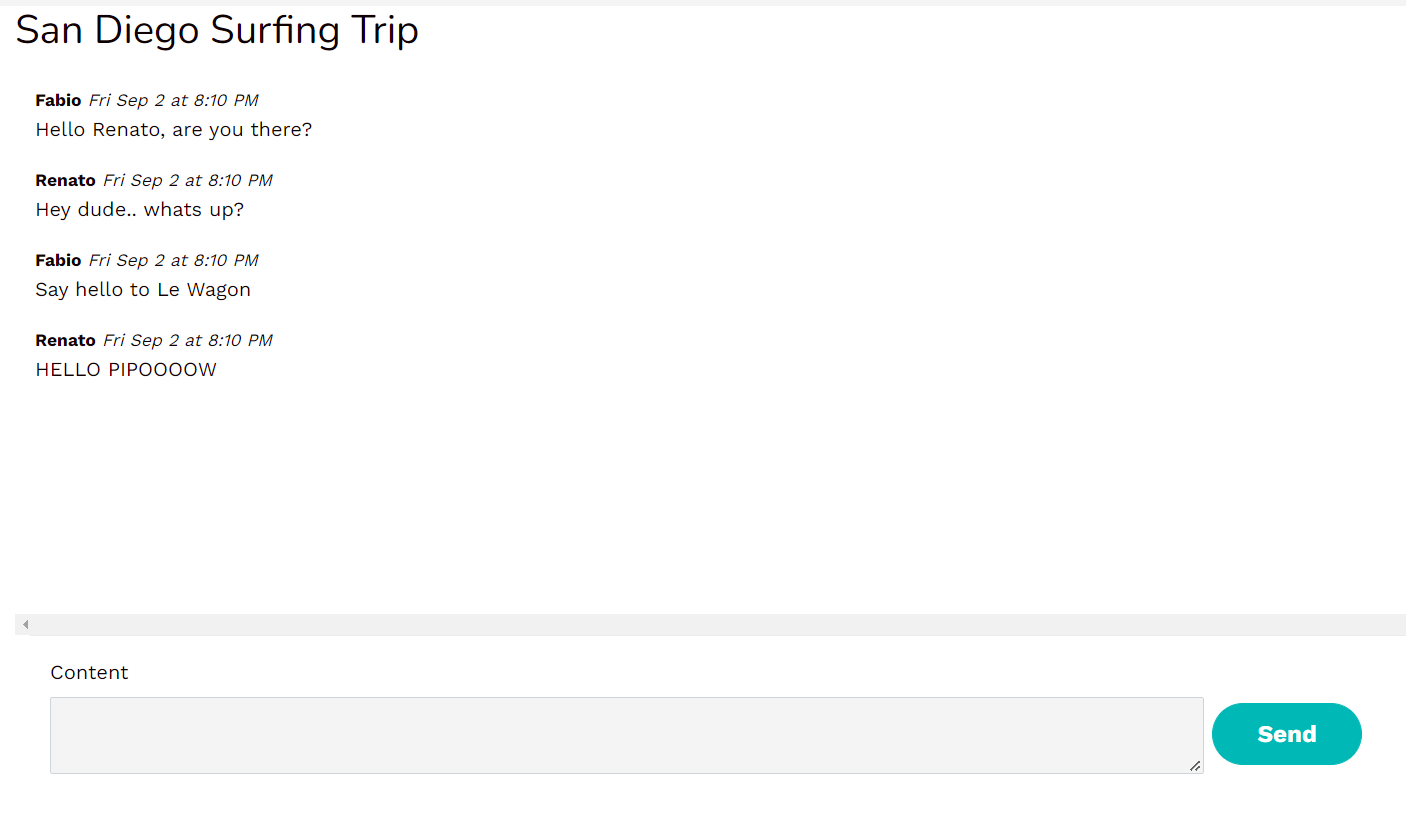 San Diego Surfing Trip
Fabio Fri Sep 2 at 8:10 PM
Hello Renato, are you there?
Renato Fri Sep 2 at 8:10 PM
Hey dude.. whats up?
Fabio Fri Sep 2 at 8:10 PM
Say hello to Le Wagon
Renato Fri Sep 2 at 8:10 PM
HELLO PIPOOOOW
Content
Send